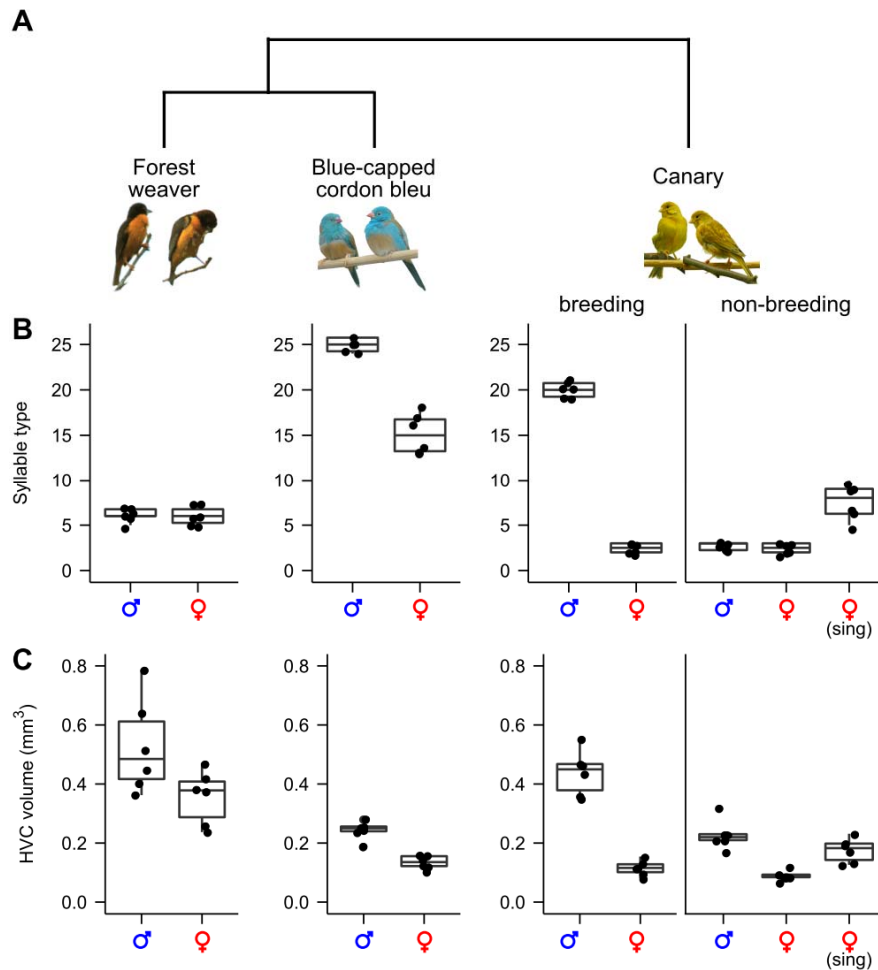 A
Forest
weaver
Blue-capped
cordon bleu
Canary
breeding
non-breeding
B
Syllable type
25
20
15
10
5
0
25
20
15
10
5
0
25
20
15
10
5
0
♂ ♀
♂ ♀
♂ ♀
♂ ♀ ♀
(sing)
C
HVC volume (mm³)
0.8
0.6
0.4
0.2
0.0
0.8
0.6
0.4
0.2
0.0
0.8
0.6
0.4
0.2
0.0
♂ ♀
♂ ♀
♂ ♀
♂ ♀ ♀
(sing)